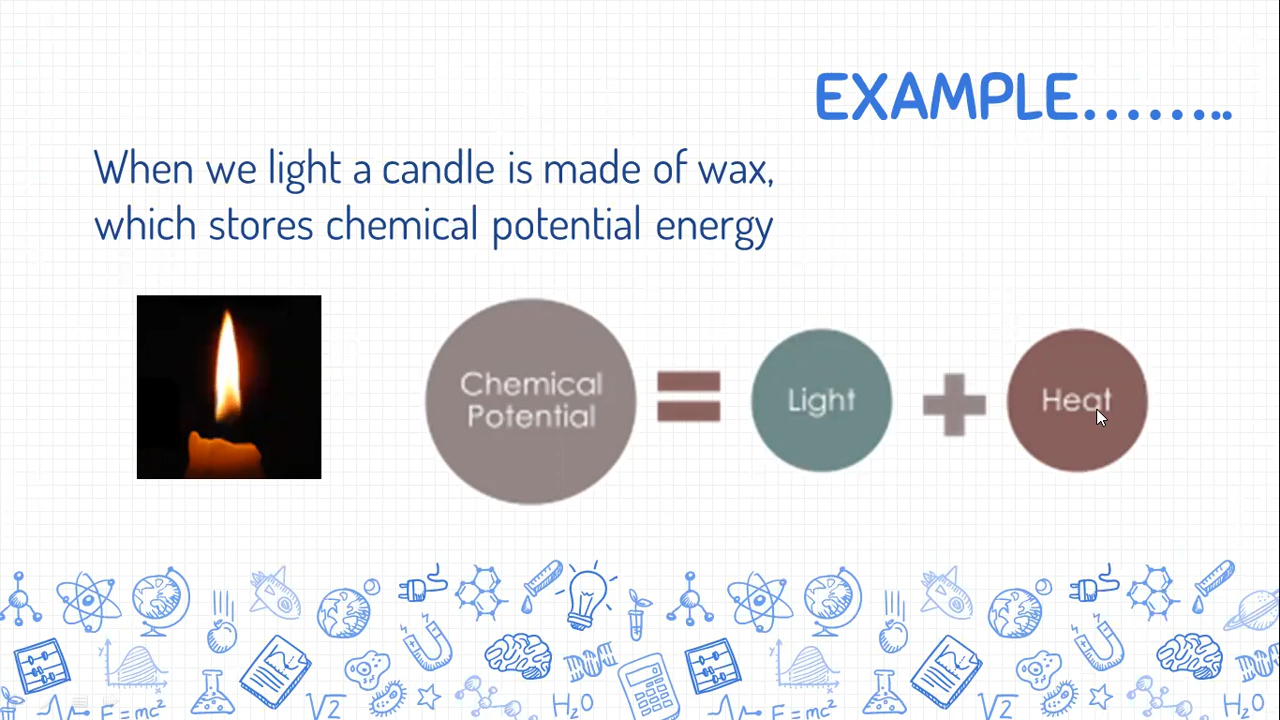 EXAMPLE……..
When we light a candle is made of wax,
which stores chemical potential energy
Chemical
Potential
=
Light
+
Heat
y
x
y
x
E=mc²
√2
H₂O
E=mc²
√2
H₂O